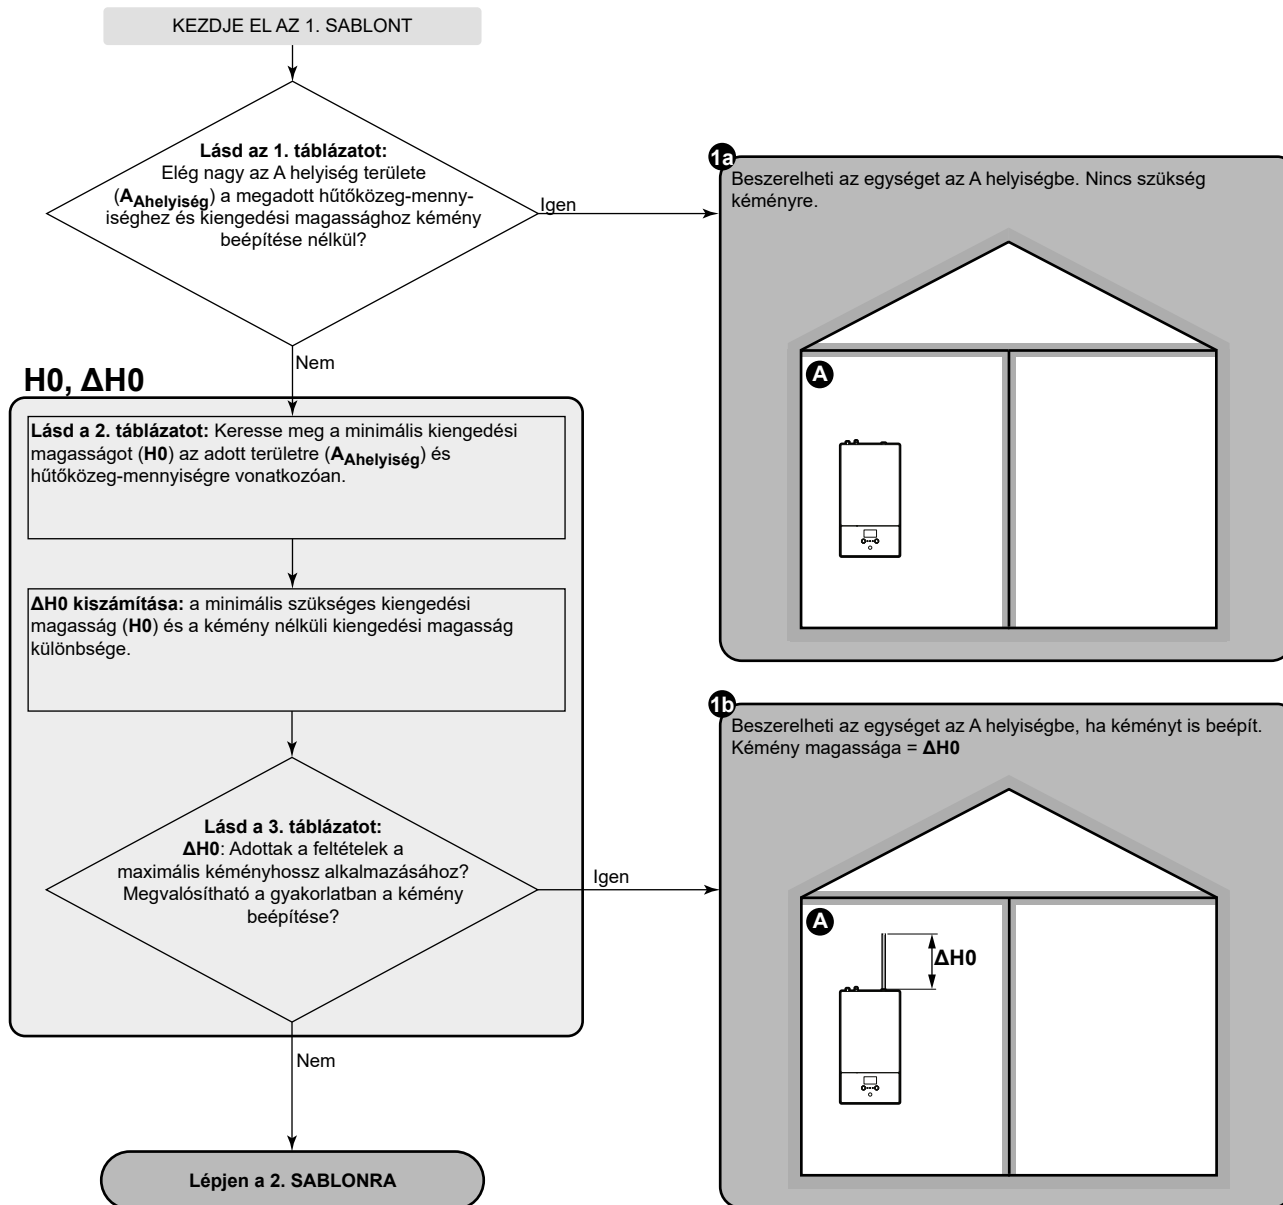 KEZDJE EL AZ 1. SABLONT
Lásd az 1. táblázatot:
Elég nagy az A helyiség területe
(AAhelyiség) a megadott hűtőközeg-meny-
nyiséghez és kiengedési magassághoz kémény
beépítése nélkül?
Igen
Nem
1a
Beszerelheti az egységet az A helyiségbe. Nincs szükség
kéményre.
A
H0, ΔH0
Lásd a 2. táblázatot: Keresse meg a minimális kiengedési
magasságot (H0) az adott területre (AAhelyiség) és
hűtőközeg-mennyiségre vonatkozóan.
ΔH0 kiszámítása: a minimális szükséges kiengedési
magasság (H0) és a kémény nélküli kiengedési magasság
különbsége.
Lásd a 3. táblázatot:
ΔH0: Adottak a feltételek a
maximális kéményhossz alkalmazásához?
Megvalósítható a gyakorlatban a kémény
beépítése?
Igen
Nem
1b
Beszerelheti az egységet az A helyiségbe, ha kéményt is beépít.
Kémény magassága = ΔH0
A
ΔH0
Lépjen a 2. SABLONRA